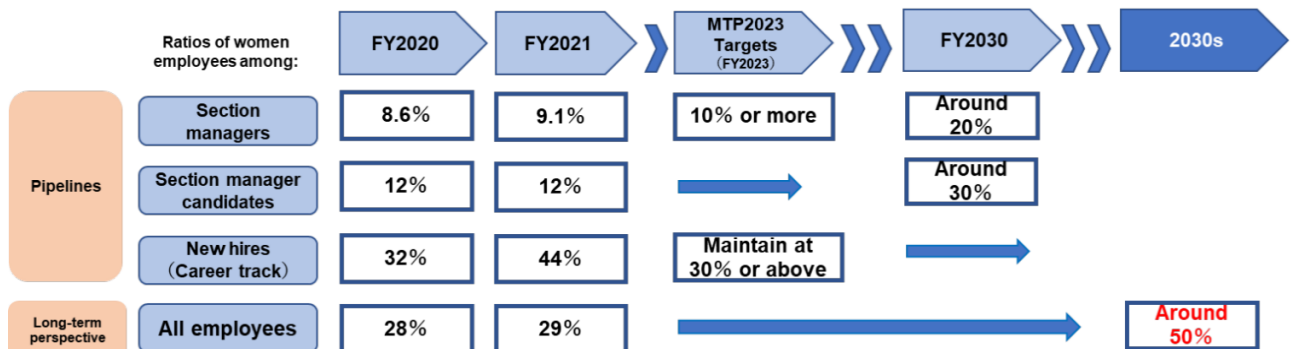 Ratios of women
employees among:
FY2020
FY2021
MTP2023
Targets
(FY2023)
FY2030
2030s
Pipelines
Section
managers
8.6%
9.1%
10% or more
Around
20%
Section manager
candidates
12%
12%
Around
30%
New hires
(Career track)
32%
44%
Maintain at
30% or above
Long-term
perspective
All employees
28%
29%
Around
50%